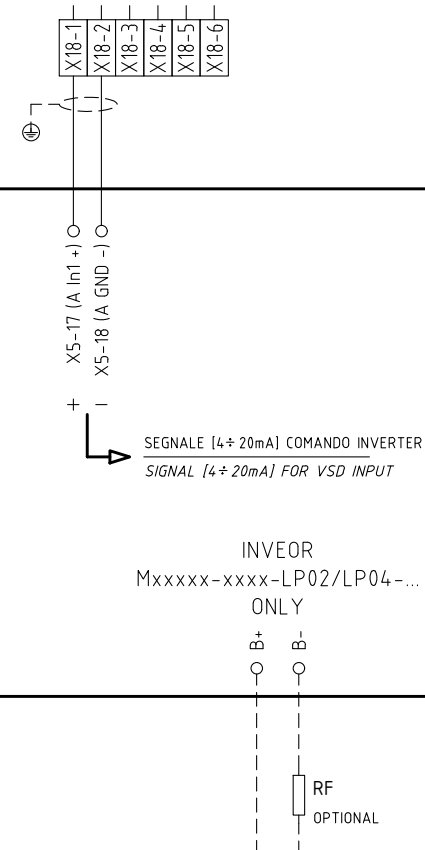 X18-1
X18-2
X18-3
X18-4
X18-5
X18-6
X5-17 (A In1 +)
X5-18 (A GND -)
+ −
SEGNALE [4÷20mA] COMANDO INVERTER
SIGNAL [4÷20mA] FOR VSD INPUT
INVEOR
Mxxxxx-xxxx-LP02/LP04-...
ONLY
B+
B-
RF
OPTIONAL